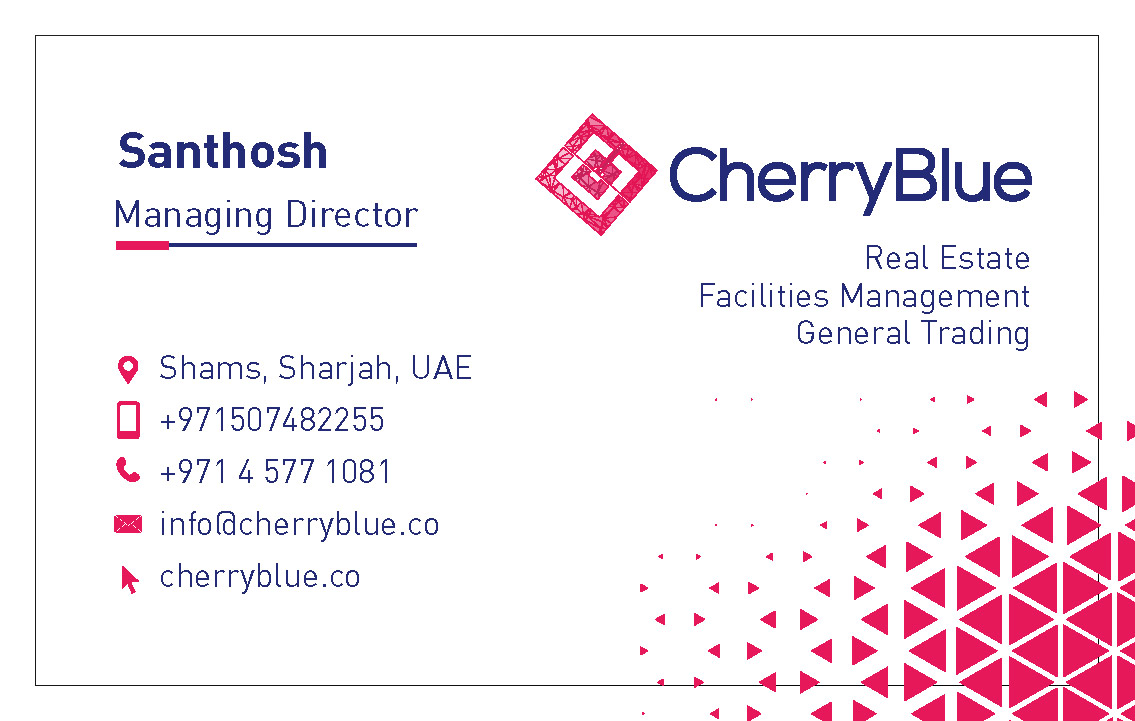 Santhosh
Managing Director
CherryBlue
Real Estate
Facilities Management
General Trading
Shams, Sharjah, UAE
+971507482255
+971 4 577 1081
info@cherryblue.co
cherryblue.co